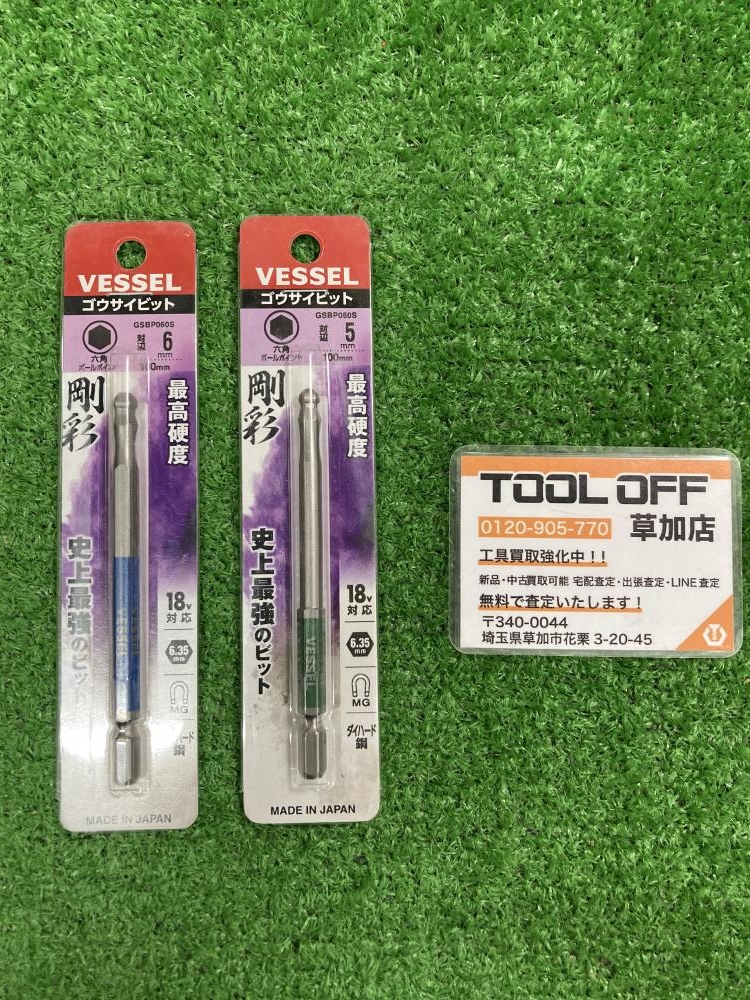 VESSEL
ゴウサイビット
GSBP060S
六角
ボールポイント
対辺
6
mm
100mm
剛彩
最高硬度
史上最強のビット
VESSEL
VESSEL
18V
対応
6.35
mm
MG
鋼
MADE IN JAPAN
VESSEL
ゴウサイビット
GSBP050S
六角
ボールポイント
対辺
5
mm
100mm
剛彩
最高硬度
史上最強のビット
VESSEL
18V
対応
6.35
mm
MG
ダイハード
鋼
MADE IN JAPAN
TOOL OFF
0120-905-770 草加店
工具買取強化中!!
新品・中古買取可能 宅配査定・出張査定・LINE査定
無料で査定いたします!
〒340-0044
埼玉県草加市花栗 3-20-45